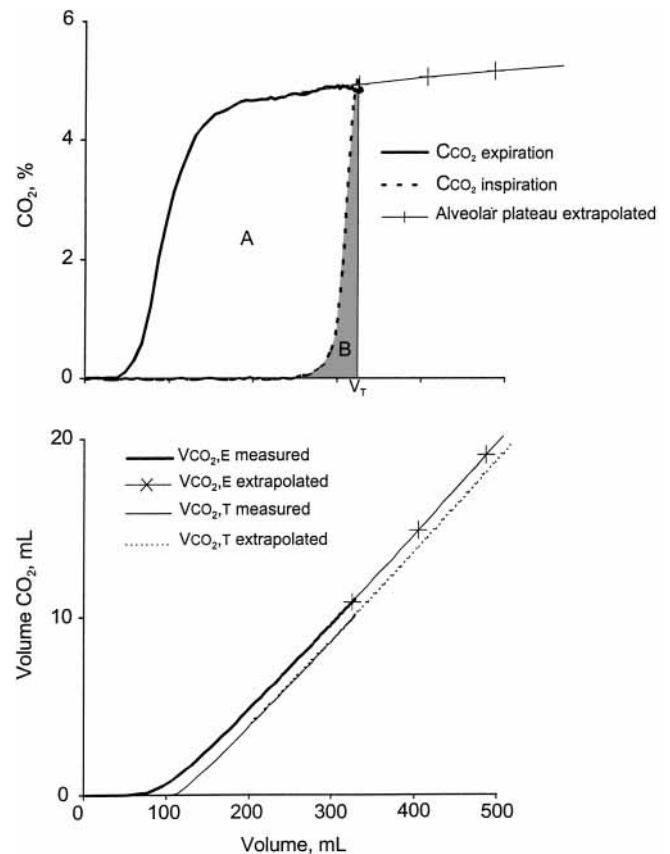 6
4
2
0
CO₂, %
A
B
V_T
Cco₂ expiration
Cco₂ inspiration
Alveolar plateau extrapolated
20
10
0
Volume CO₂, mL
Vco₂,E measured
Vco₂,E extrapolated
Vco₂,T measured
Vco₂,T extrapolated
0 100 200 300 400 500
Volume, mL